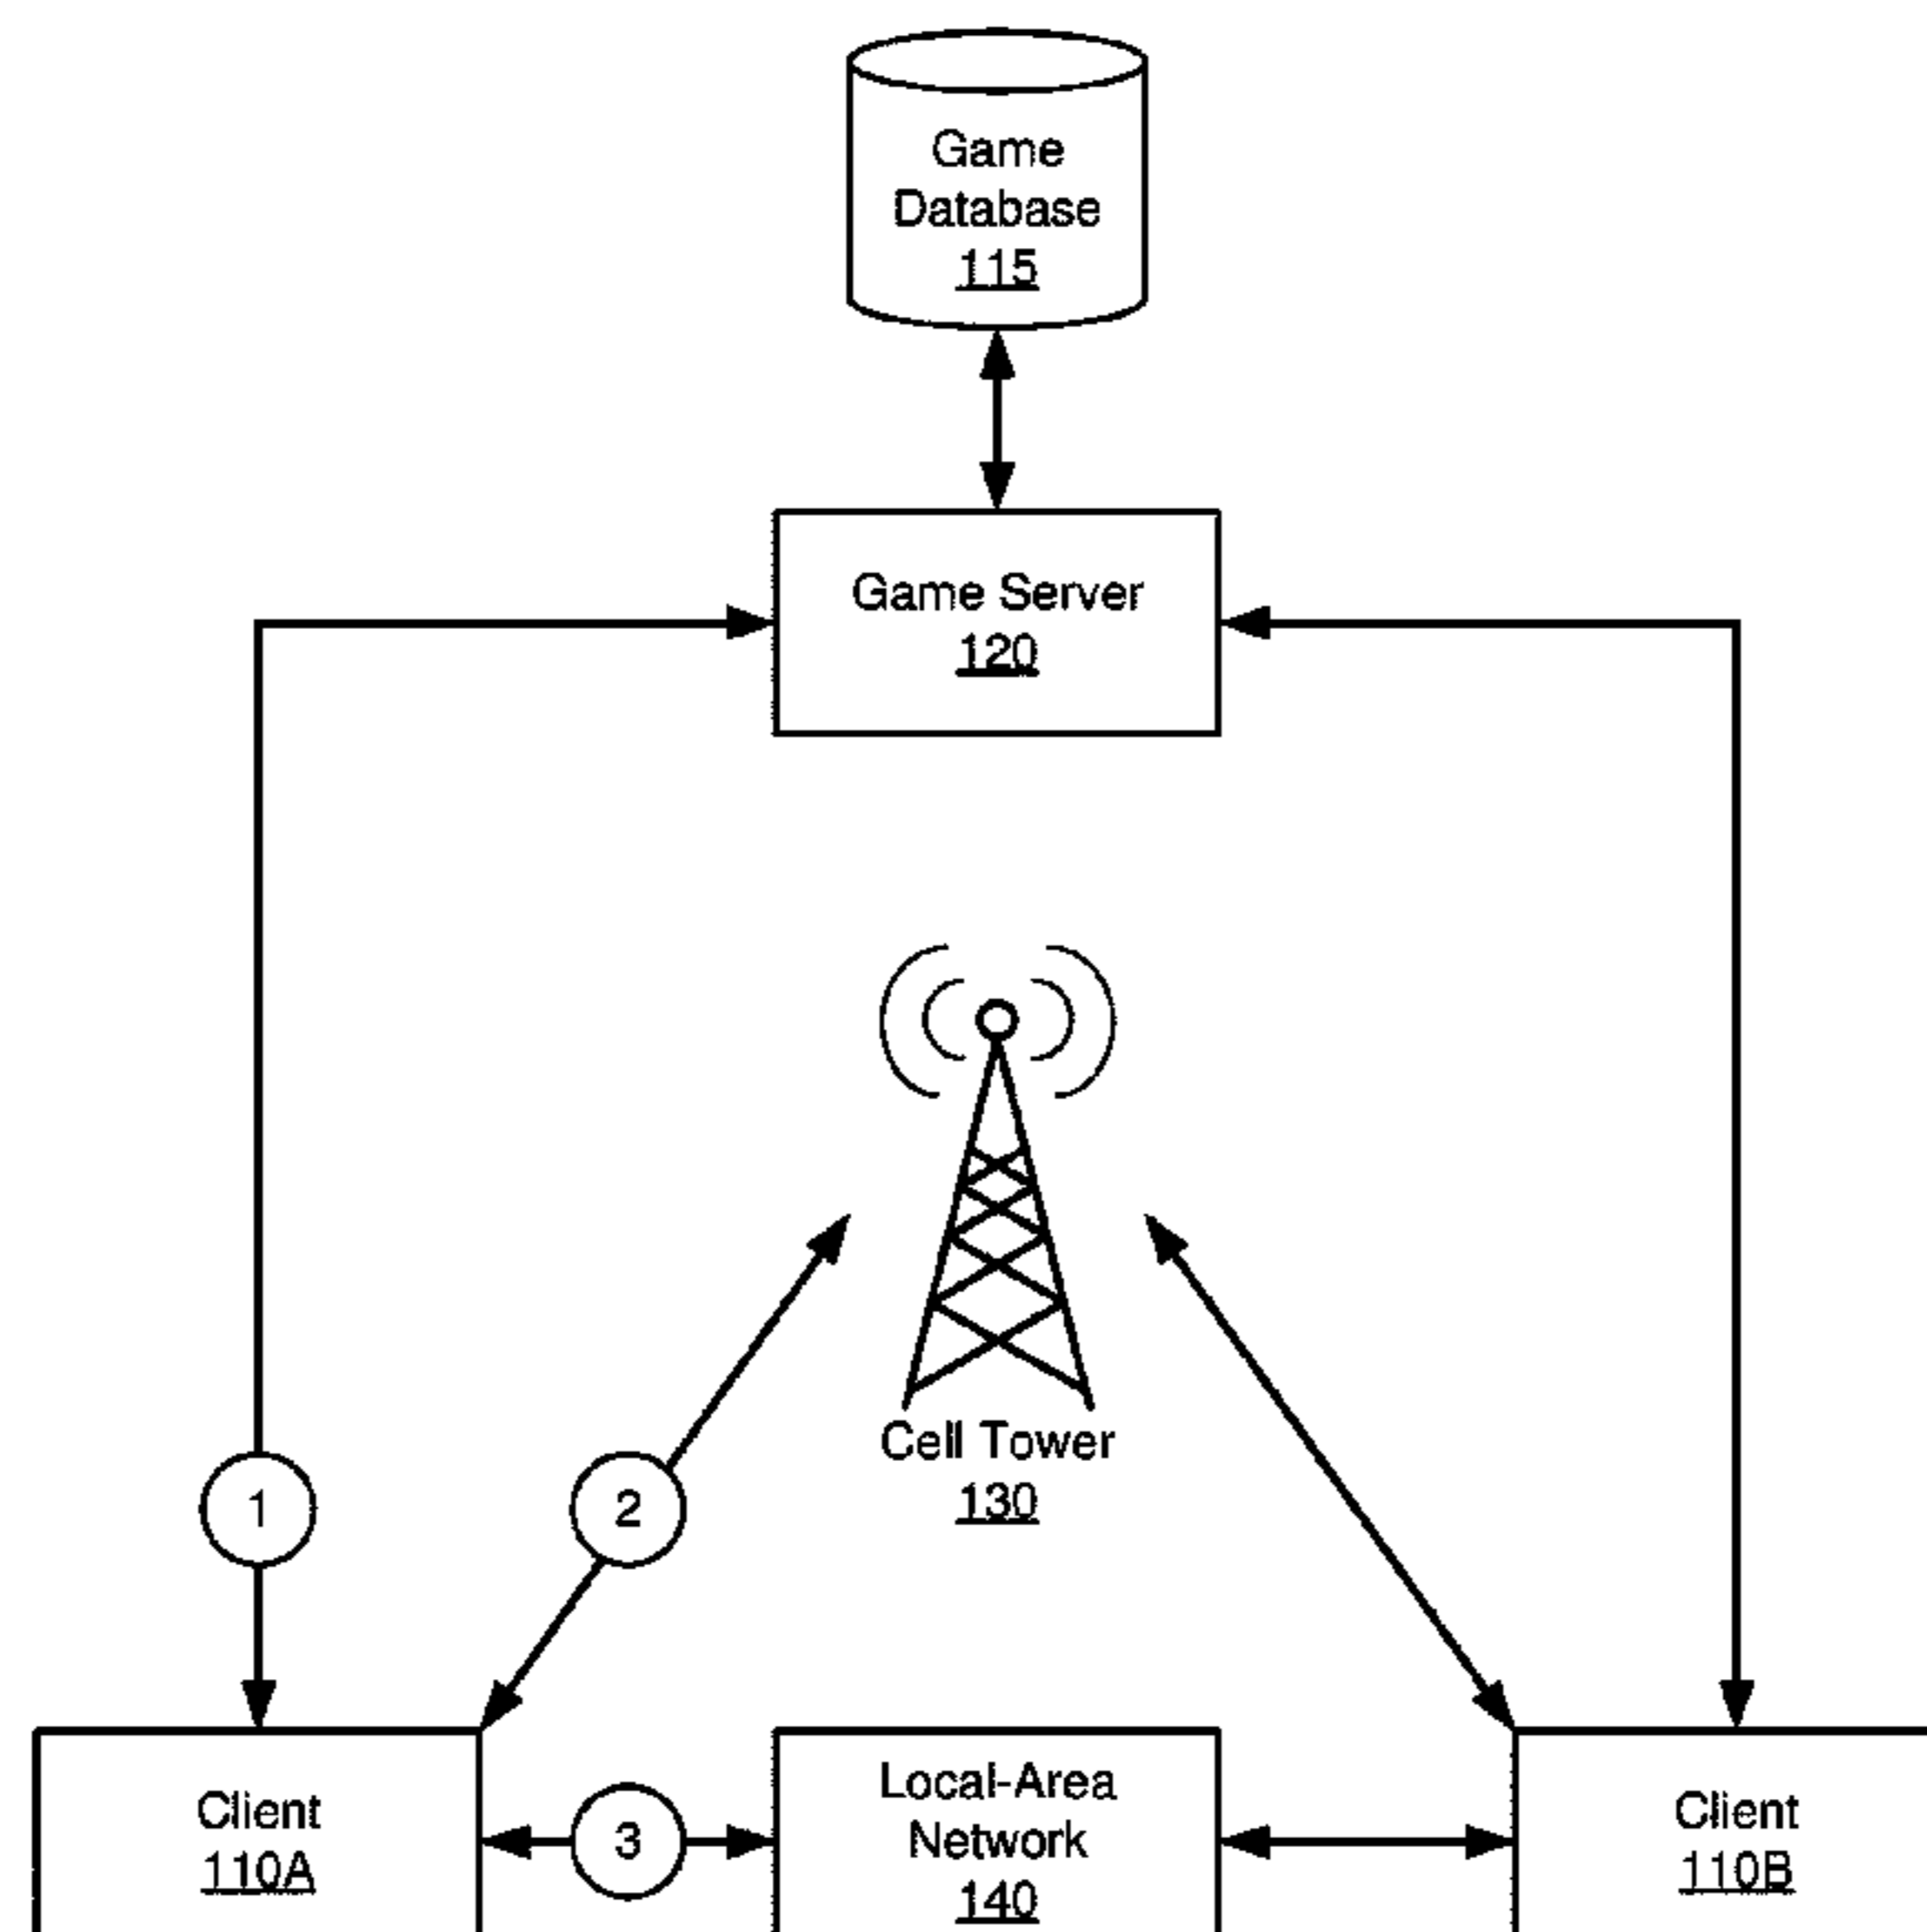 Game
Database
115
Game Server
120
Cell Tower
130
1
2
Local-Area
Network
140
Client
110A
3
Client
110B